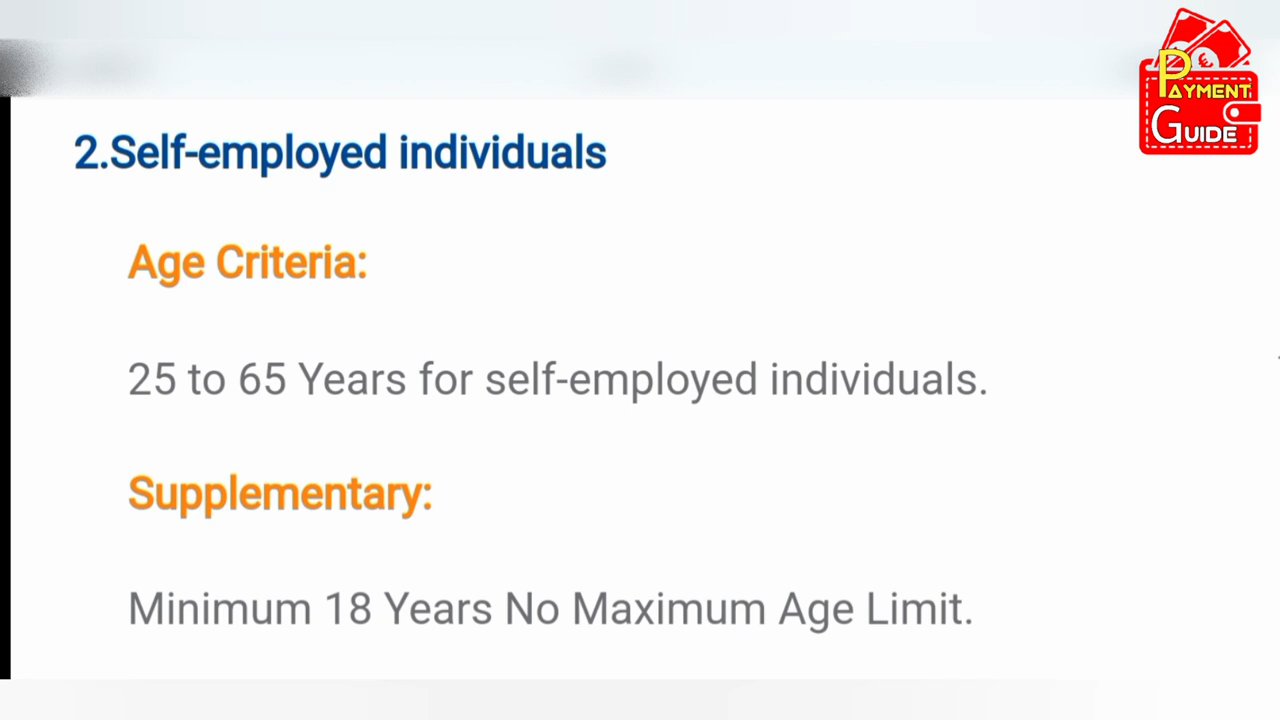 PAYMENT
GUIDE
2.Self-employed individuals
Age Criteria:
25 to 65 Years for self-employed individuals.
Supplementary:
Minimum 18 Years No Maximum Age Limit.